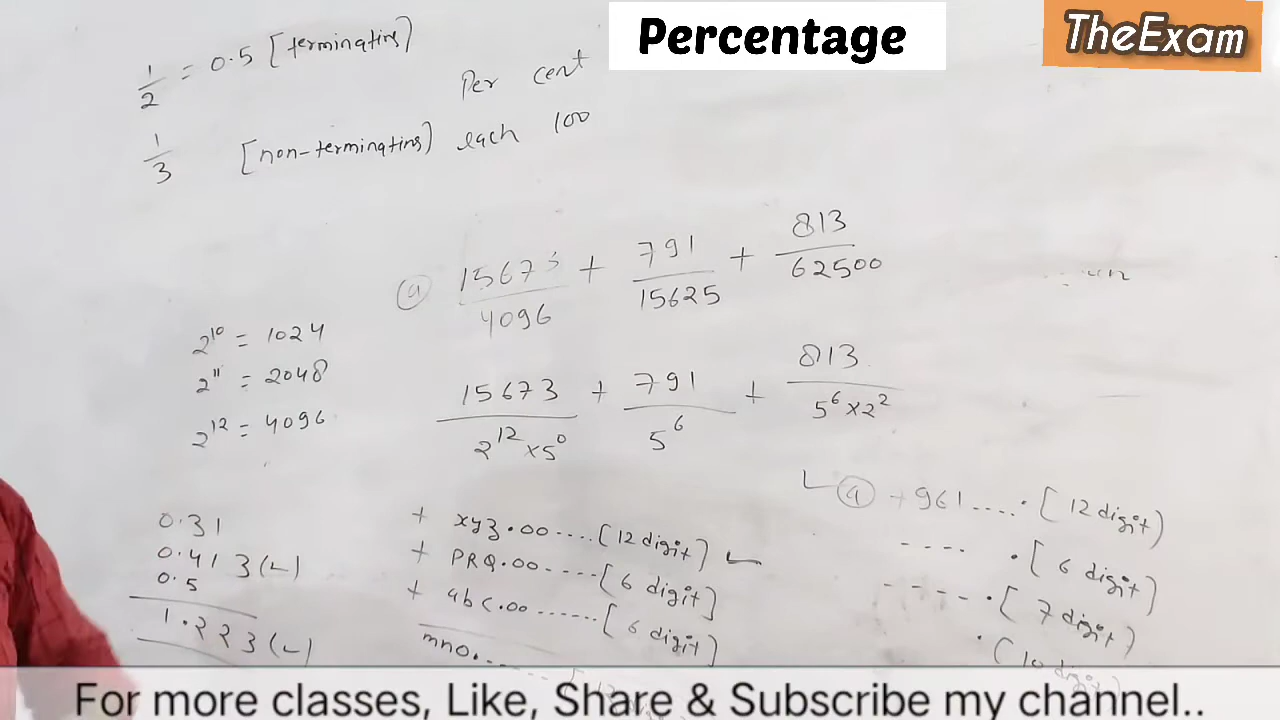 Percentage
TheExam
1/2 = 0.5 [terminating]
Per cent
1/3 [non-terminating]
each 100
(a) 15673/4096 + 791/15625 + 813/62500
2^10 = 1024
2^11 = 2048
2^12 = 4096
15673/2^12×5^0 + 791/5^6 + 813/5^6×2^2
0.31
0.413(✓)
0.5
1.223(✓)
+ xyz.00....[12 digit] ✓
+ PRQ.00-----[6 digit]
+ abc.00------[6 digit]
mno.
✓ (a) +961....·[12 digit)
---- .[6 digit)
-----.[7 digit)
.(10 digit)
For more classes, Like, Share & Subscribe my channel..